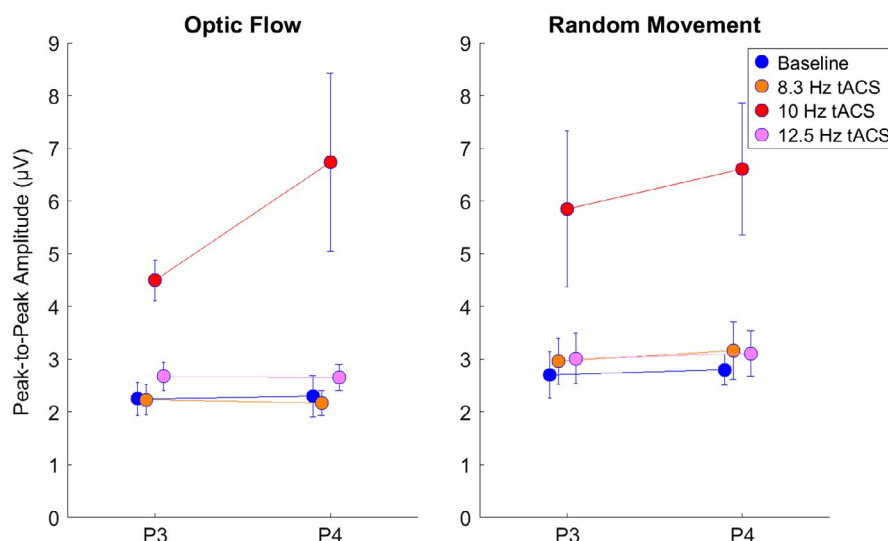 Optic Flow
Peak-to-Peak Amplitude (µV)
9
8
7
6
5
4
3
2
1
0
P3
P4
Random Movement
9
8
7
6
5
4
3
2
1
0
P3
P4
Baseline
8.3 Hz tACS
10 Hz tACS
12.5 Hz tACS